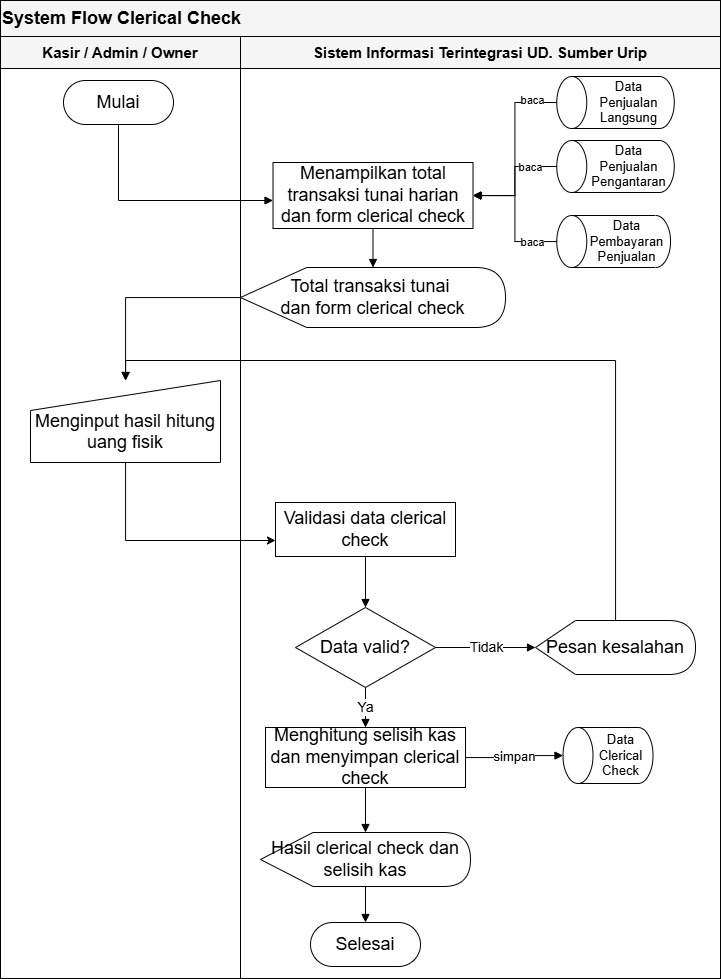 System Flow Clerical Check
Kasir / Admin / Owner
Sistem Informasi Terintegrasi UD. Sumber Urip
Mulai
baca
Data
Penjualan
Langsung
Menampilkan total
transaksi tunai harian
dan form clerical check
baca
Data
Penjualan
Pengantaran
baca
Data
Pembayaran
Penjualan
Total transaksi tunai
dan form clerical check
Menginput hasil hitung
uang fisik
Validasi data clerical
check
Data valid?
Tidak
Pesan kesalahan
Ya
Menghitung selisih kas
dan menyimpan clerical
check
simpan
Data
Clerical
Check
Hasil clerical check dan
selisih kas
Selesai